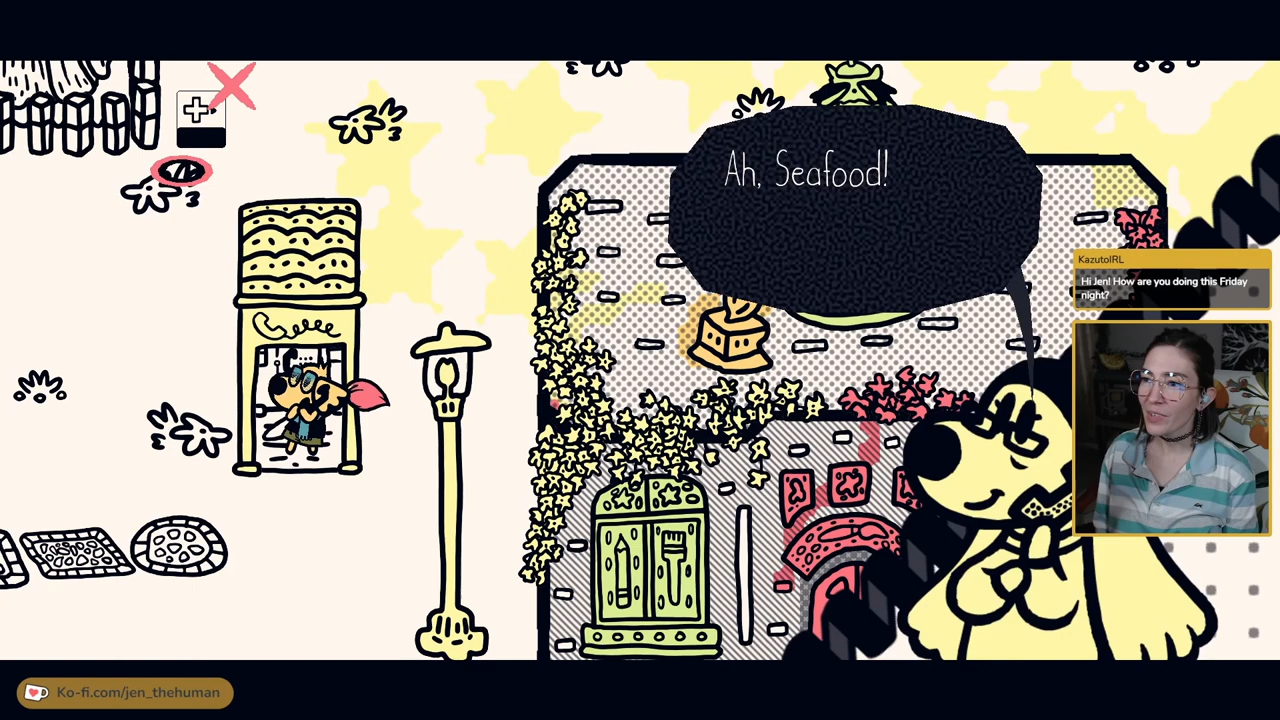 Ah, Seafood!
KazutoIRL
Hi Jen! How are you doing this Friday
night?
Ko-fi.com/jen_thehuman